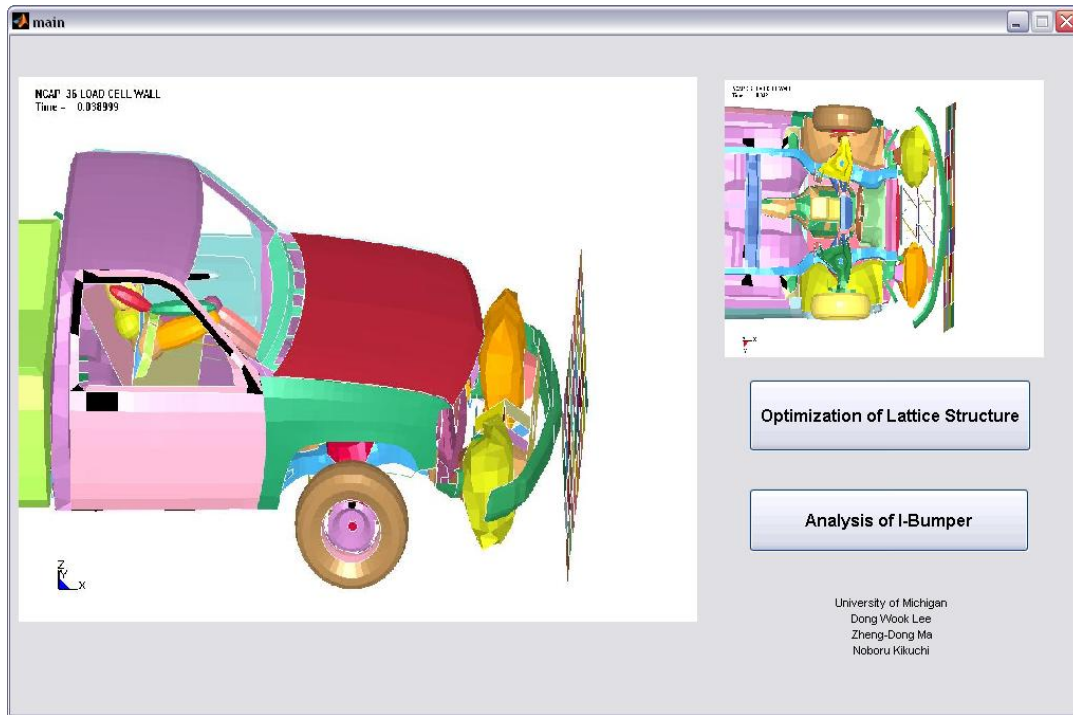 main
NCAP 35 LOAD CELL WALL
Time = 0.038999
Z
Y
X
Optimization of Lattice Structure
Analysis of I-Bumper
University of Michigan
Dong Wook Lee
Zheng-Dong Ma
Noboru Kikuchi